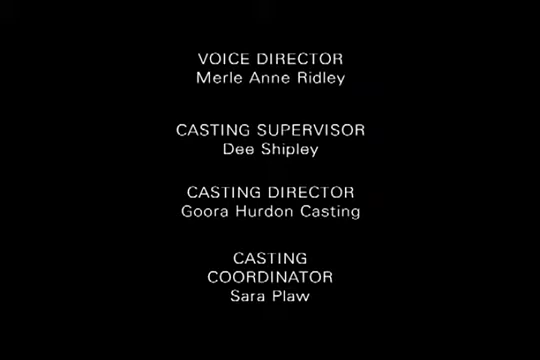 VOICE DIRECTOR
Merle Anne Ridley
CASTING SUPERVISOR
Dee Shipley
CASTING DIRECTOR
Goora Hurdon Casting
CASTING
COORDINATOR
Sara Plaw